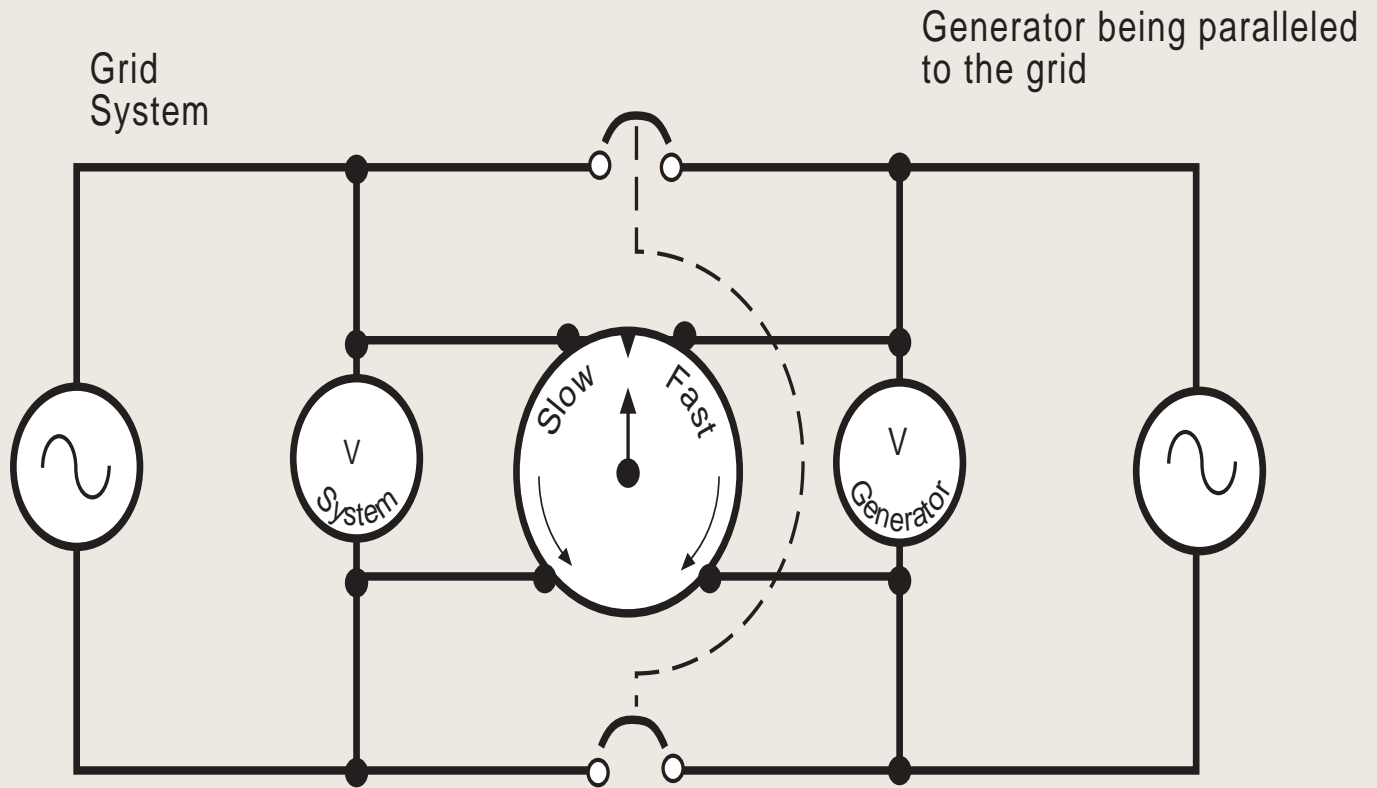 Generator being paralleled
to the grid
Grid
System
Slow
Fast
V
System
V
Generator